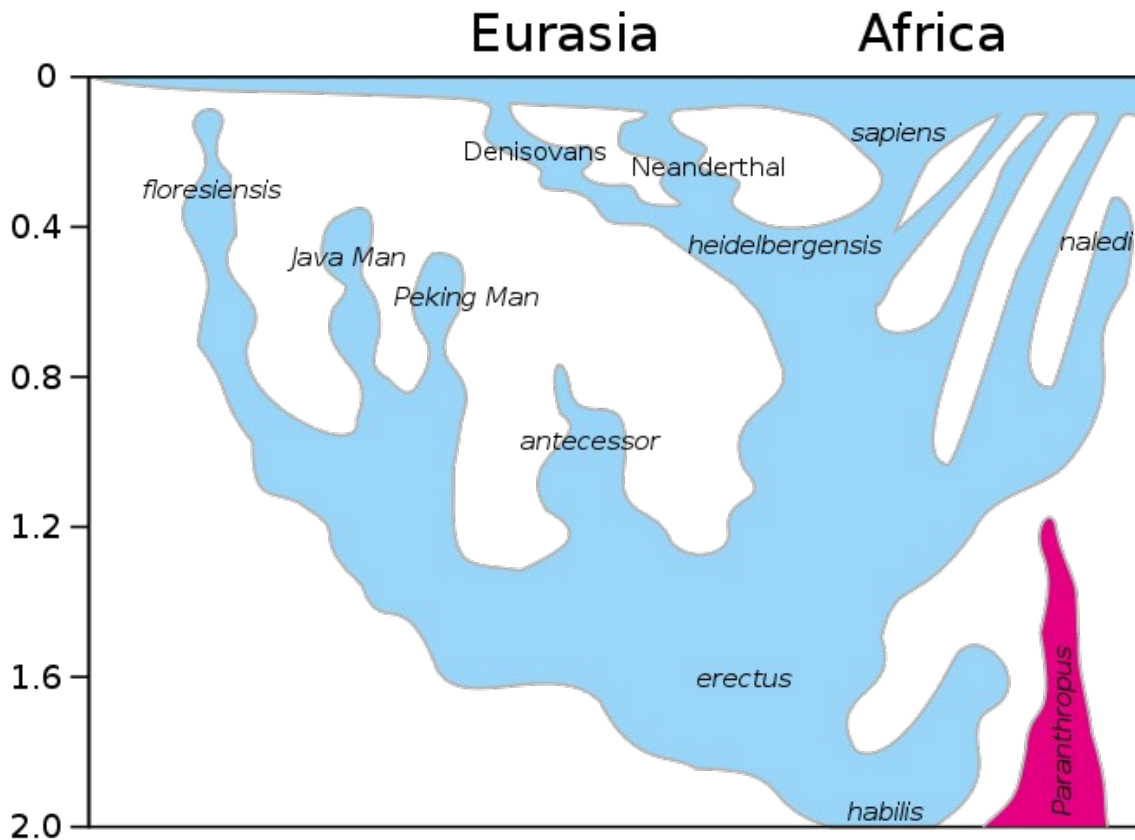 Eurasia Africa
0
sapiens
Denisovans
Neanderthal
floresiensis
0.4
naledi
heidelbergensis
Java Man
Peking Man
0.8
antecessor
1.2
1.6
erectus
Paranthropus
habilis
2.0